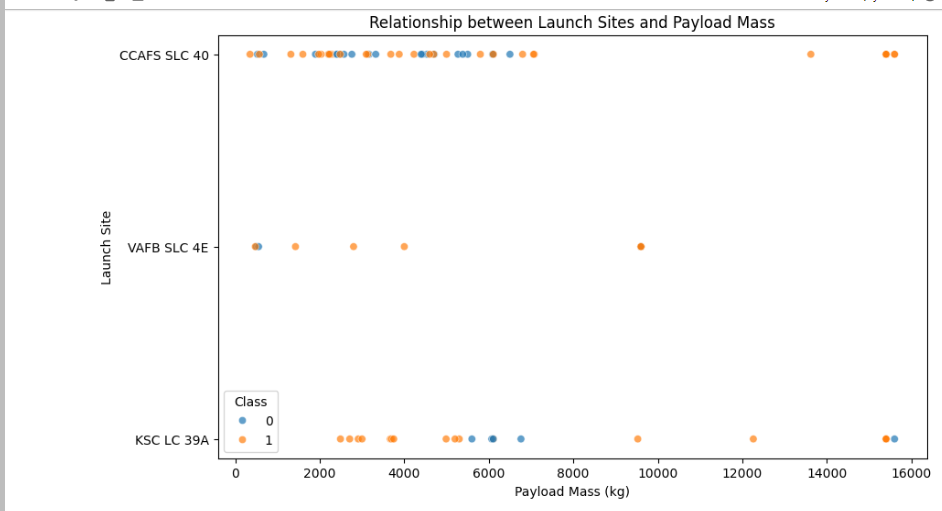 Relationship between Launch Sites and Payload Mass
CCAFS SLC 40
VAFB SLC 4E
KSC LC 39A
Launch Site
Class
0
1
0
2000
4000
6000
8000
10000
12000
14000
16000
Payload Mass (kg)